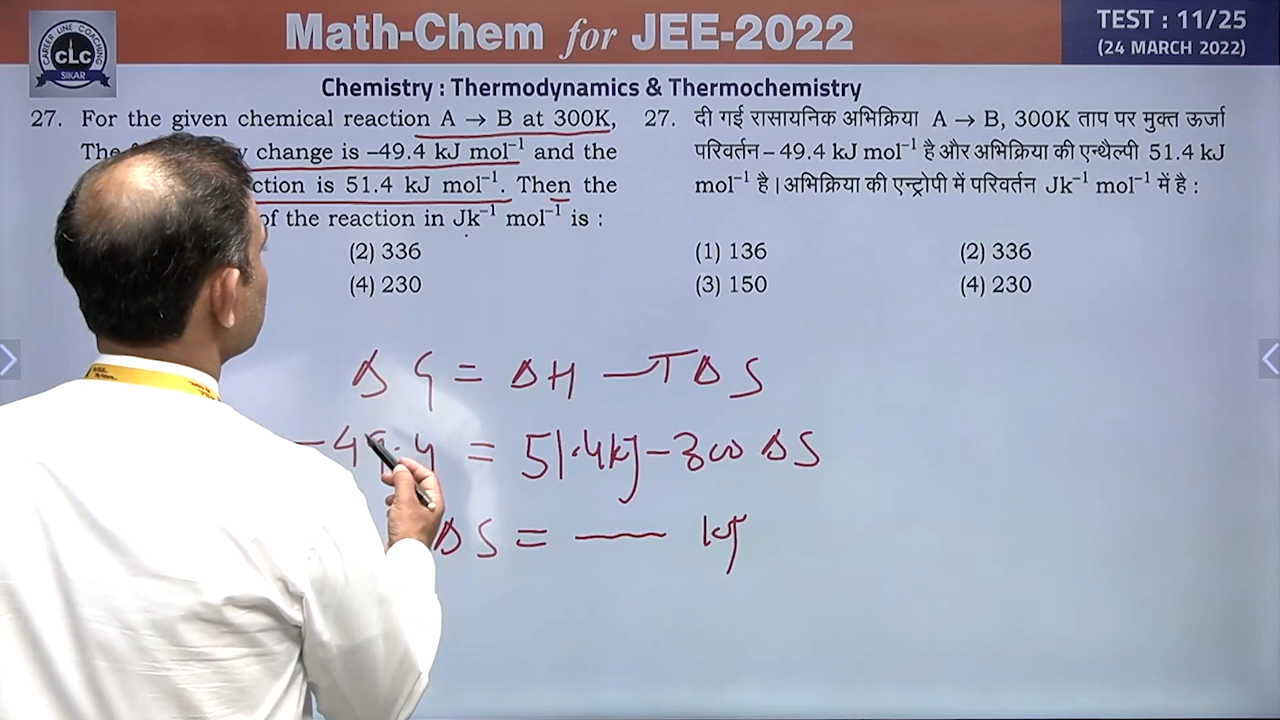 Math-Chem for JEE-2022
TEST : 11/25
(24 MARCH 2022)
CAREER LINE COACHING
CLC
SIKAR
Chemistry : Thermodynamics & Thermochemistry
27. For the given chemical reaction A → B at 300K,
The change is –49.4 kJ mol⁻¹ and the
is 51.4 kJ mol⁻¹. Then the
of the reaction in Jk⁻¹ mol⁻¹ is :
(2) 336
(4) 230
27. दी गई रासायनिक अभिक्रिया A → B, 300K ताप पर मुक्त ऊर्जा
परिवर्तन – 49.4 kJ mol⁻¹ है और अभिक्रिया की एन्थैल्पी 51.4 kJ
mol⁻¹ है। अभिक्रिया की एन्ट्रोपी में परिवर्तन Jk⁻¹ mol⁻¹ में है :
(1) 136 (2) 336
(3) 150 (4) 230
ΔG = ΔH – TΔS
– 49.4 = 51.4kJ – 300 ΔS
ΔS = — kJ